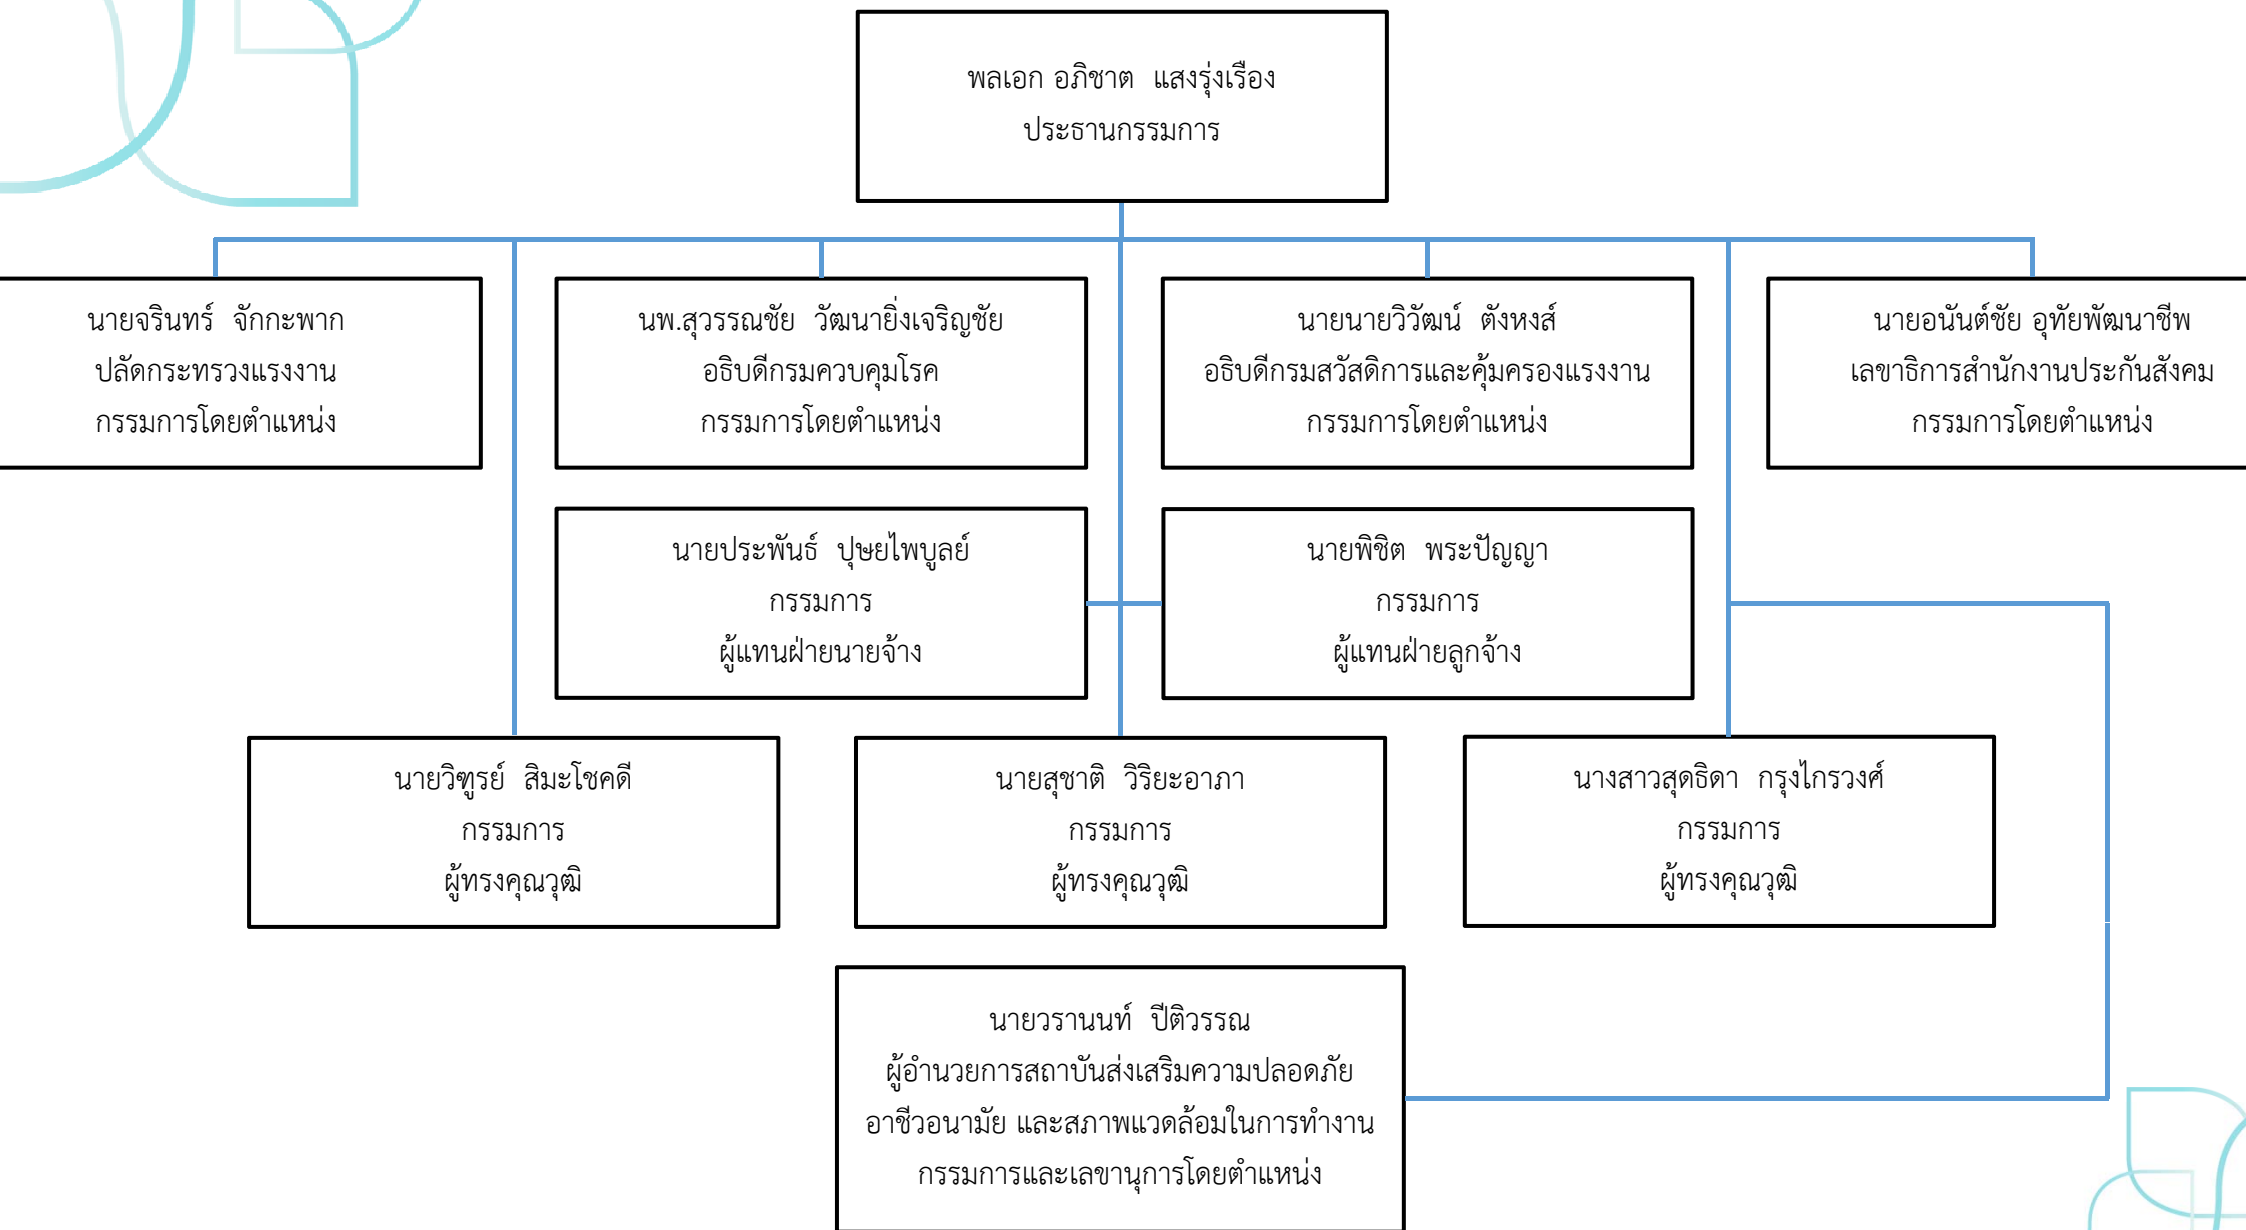 พลเอก อภิชาต แสงรุ่งเรือง
ประธานกรรมการ
นายจรินทร์ จักกะพาก
ปลัดกระทรวงแรงงาน
กรรมการโดยตำแหน่ง
นพ.สุวรรณชัย วัฒนายิ่งเจริญชัย
อธิบดีกรมควบคุมโรค
กรรมการโดยตำแหน่ง
นายนายวิวัฒน์ ตังหงส์
อธิบดีกรมสวัสดิการและคุ้มครองแรงงาน
กรรมการโดยตำแหน่ง
นายอนันต์ชัย อุทัยพัฒนาชีพ
เลขาธิการสำนักงานประกันสังคม
กรรมการโดยตำแหน่ง
นายประพันธ์ ปุษยไพบูลย์
กรรมการ
ผู้แทนฝ่ายนายจ้าง
นายพิชิต พระปัญญา
กรรมการ
ผู้แทนฝ่ายลูกจ้าง
นายวิฑูรย์ สิมะโชคดี
กรรมการ
ผู้ทรงคุณวุฒิ
นายสุชาติ วิริยะอาภา
กรรมการ
ผู้ทรงคุณวุฒิ
นางสาวสุดธิดา กรุงไกรวงศ์
กรรมการ
ผู้ทรงคุณวุฒิ
นายวรานนท์ ปีติวรรณ
ผู้อำนวยการสถาบันส่งเสริมความปลอดภัย
อาชีวอนามัย และสภาพแวดล้อมในการทำงาน
กรรมการและเลขานุการโดยตำแหน่ง